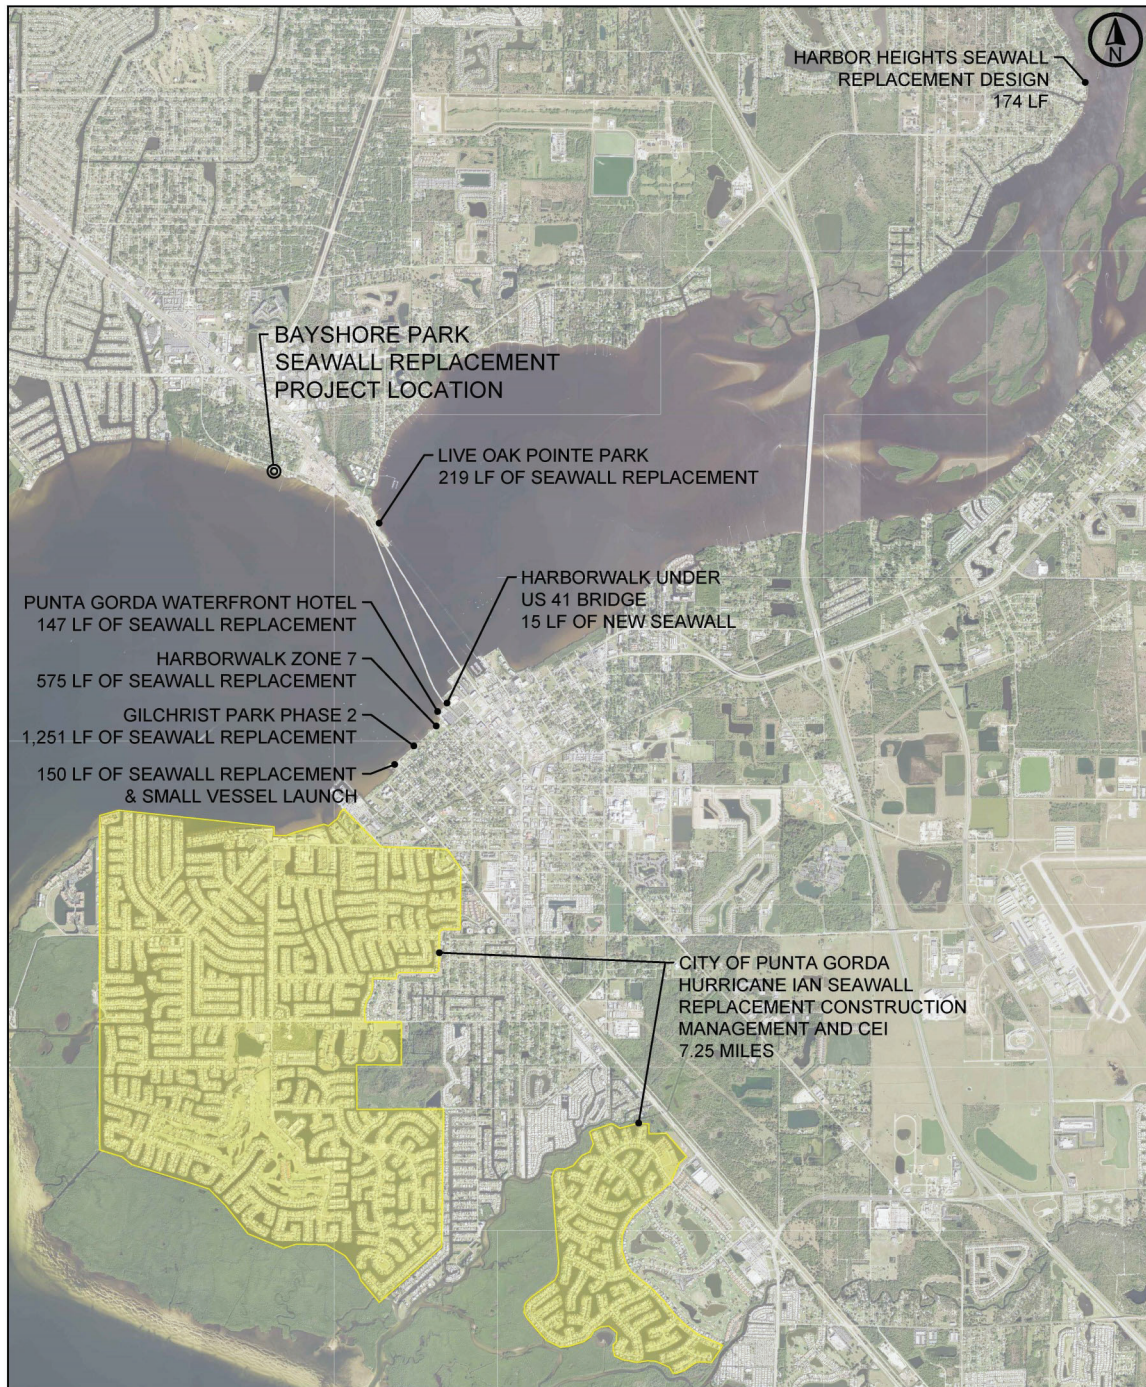 N
HARBOR HEIGHTS SEAWALL
REPLACEMENT DESIGN
174 LF
BAYSHORE PARK
SEAWALL REPLACEMENT
PROJECT LOCATION
LIVE OAK POINTE PARK
219 LF OF SEAWALL REPLACEMENT
HARBORWALK UNDER
US 41 BRIDGE
15 LF OF NEW SEAWALL
PUNTA GORDA WATERFRONT HOTEL
147 LF OF SEAWALL REPLACEMENT
HARBORWALK ZONE 7
575 LF OF SEAWALL REPLACEMENT
GILCHRIST PARK PHASE 2
1,251 LF OF SEAWALL REPLACEMENT
150 LF OF SEAWALL REPLACEMENT
& SMALL VESSEL LAUNCH
CITY OF PUNTA GORDA
HURRICANE IAN SEAWALL
REPLACEMENT CONSTRUCTION
MANAGEMENT AND CEI
7.25 MILES